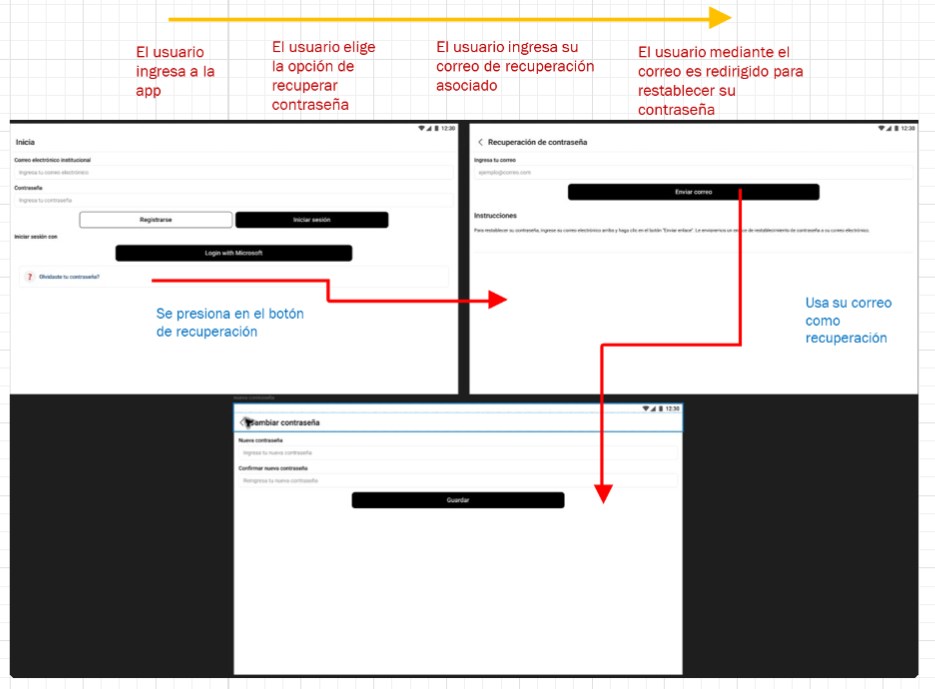 El usuario
ingresa a la
app
El usuario elige
la opción de
recuperar
contraseña
El usuario ingresa su
correo de recuperación
asociado
El usuario mediante el
correo es redirigido para
restablecer su
contraseña
12:30
Inicia
Correo electrónico institucional
Ingresa tu correo electrónico
Contraseña
Ingresa tu contraseña
Registrarse
Iniciar sesión
Iniciar sesión con
Login with Microsoft
? Olvidaste tu contraseña?
Se presiona en el botón
de recuperación
12:30
Recuperación de contraseña
Ingresa tu correo
ejemplo@correo.com
Enviar correo
Instrucciones
Para restablecer su contraseña, ingrese su correo electrónico arriba y haga clic en el botón "Enviar enlace". Le enviaremos un enlace de restablecimiento de contraseña a su correo electrónico.
Usa su correo
como
recuperación
12:30
Cambiar contraseña
Nueva contraseña
Ingresa tu nueva contraseña
Confirmar nueva contraseña
Reingresa tu nueva contraseña
Guardar